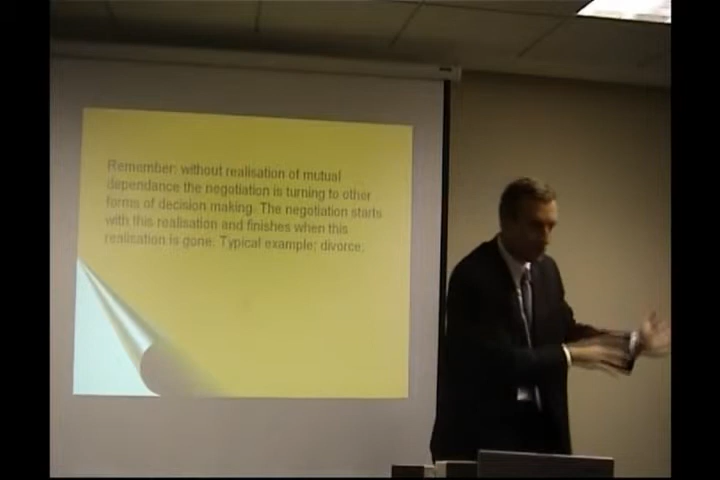 Remember: without realisation of mutual
dependance the negotiation is turning to other
forms of decision making. The negotiation starts
with this realisation and finishes when this
realisation is gone. Typical example; divorce;